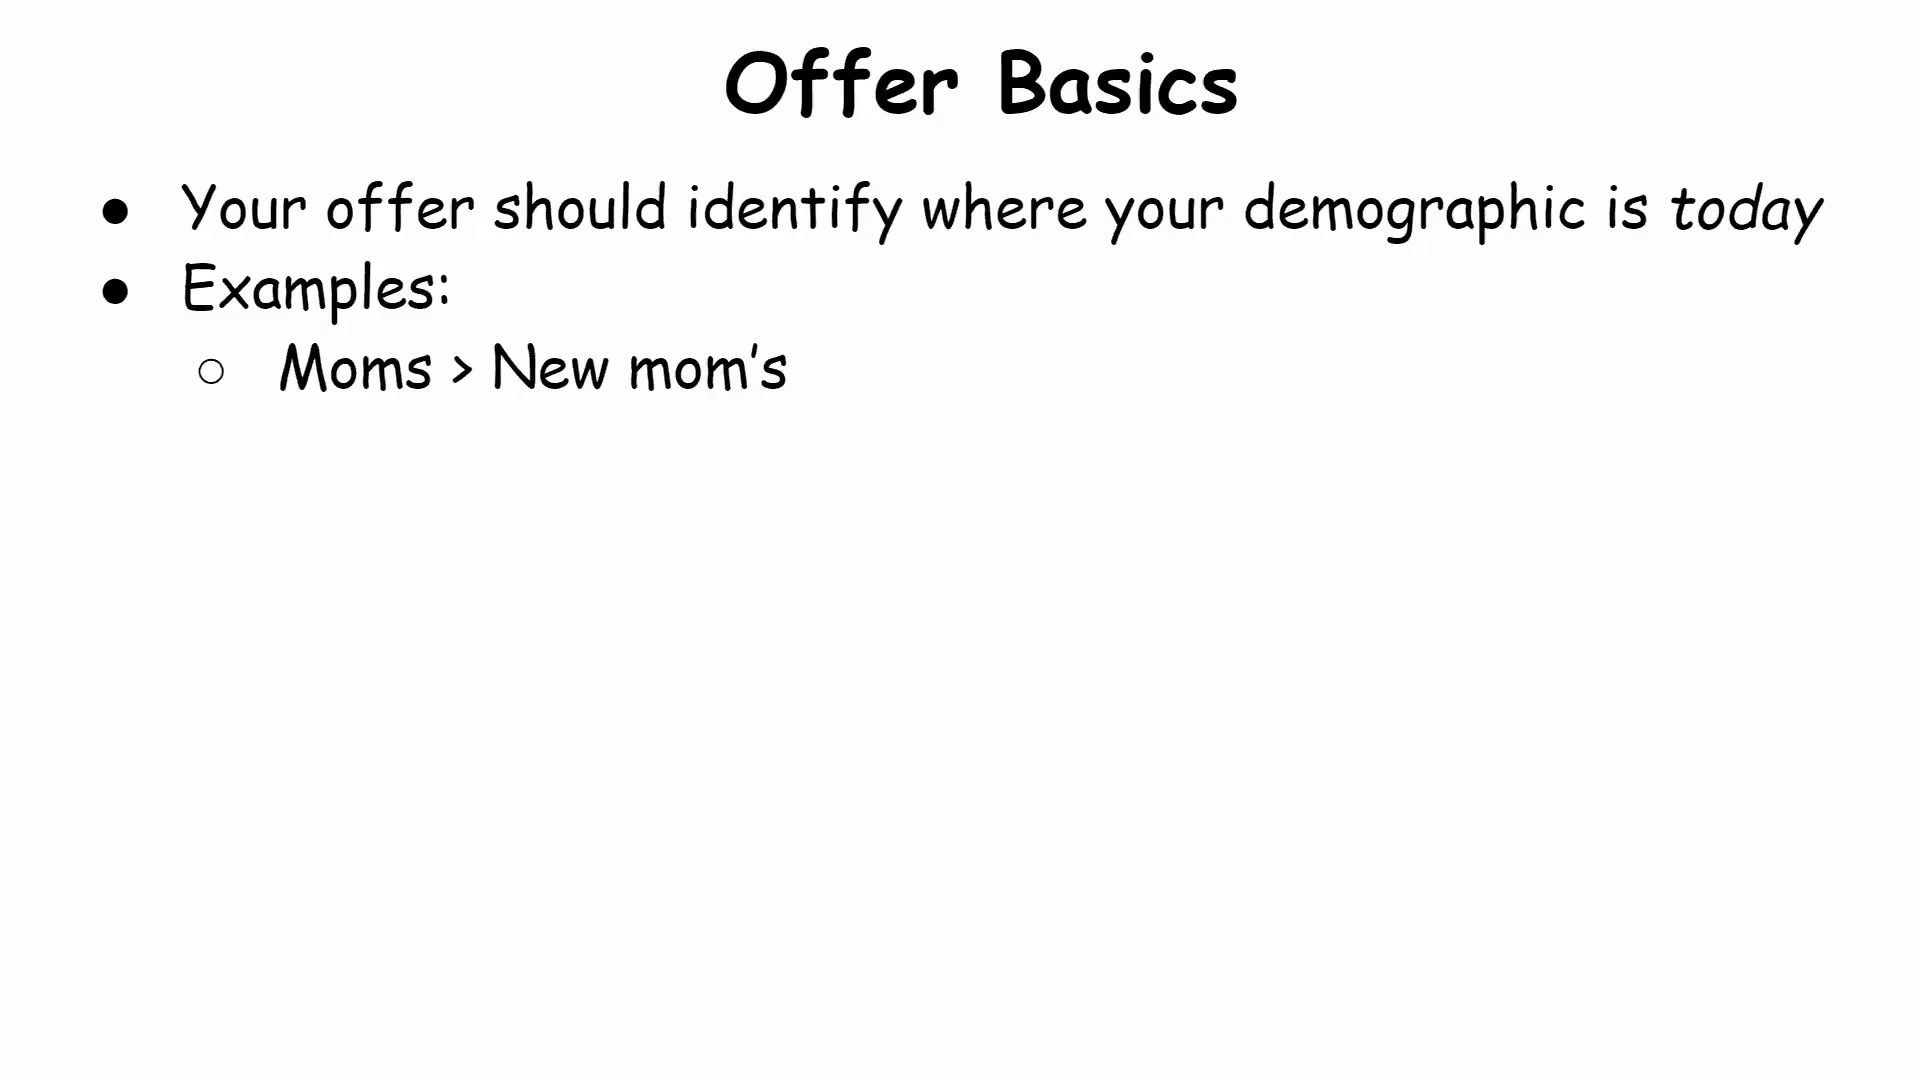 Offer Basics
● Your offer should identify where your demographic is today
● Examples:
○ Moms > New mom's